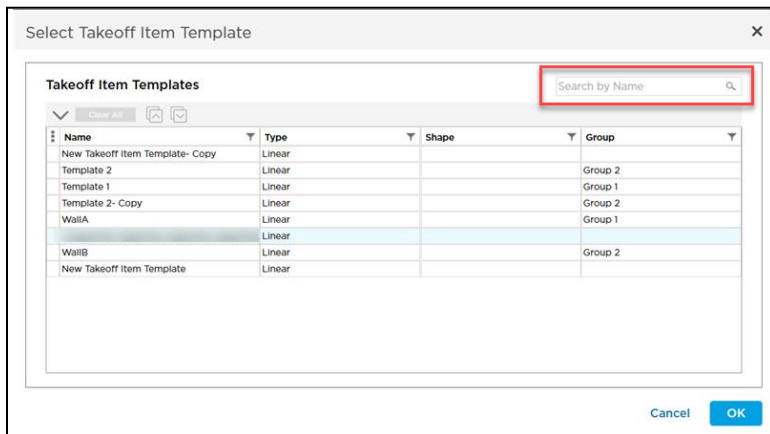 Select Takeoff Item Template
Takeoff Item Templates
Search by Name
Clear All
Name Type Shape Group
New Takeoff Item Template- Copy Linear
Template 2 Linear Group 2
Template 1 Linear Group 1
Template 2- Copy Linear Group 2
WallA Linear Group 1
Linear
WallB Linear Group 2
New Takeoff Item Template Linear
Cancel OK